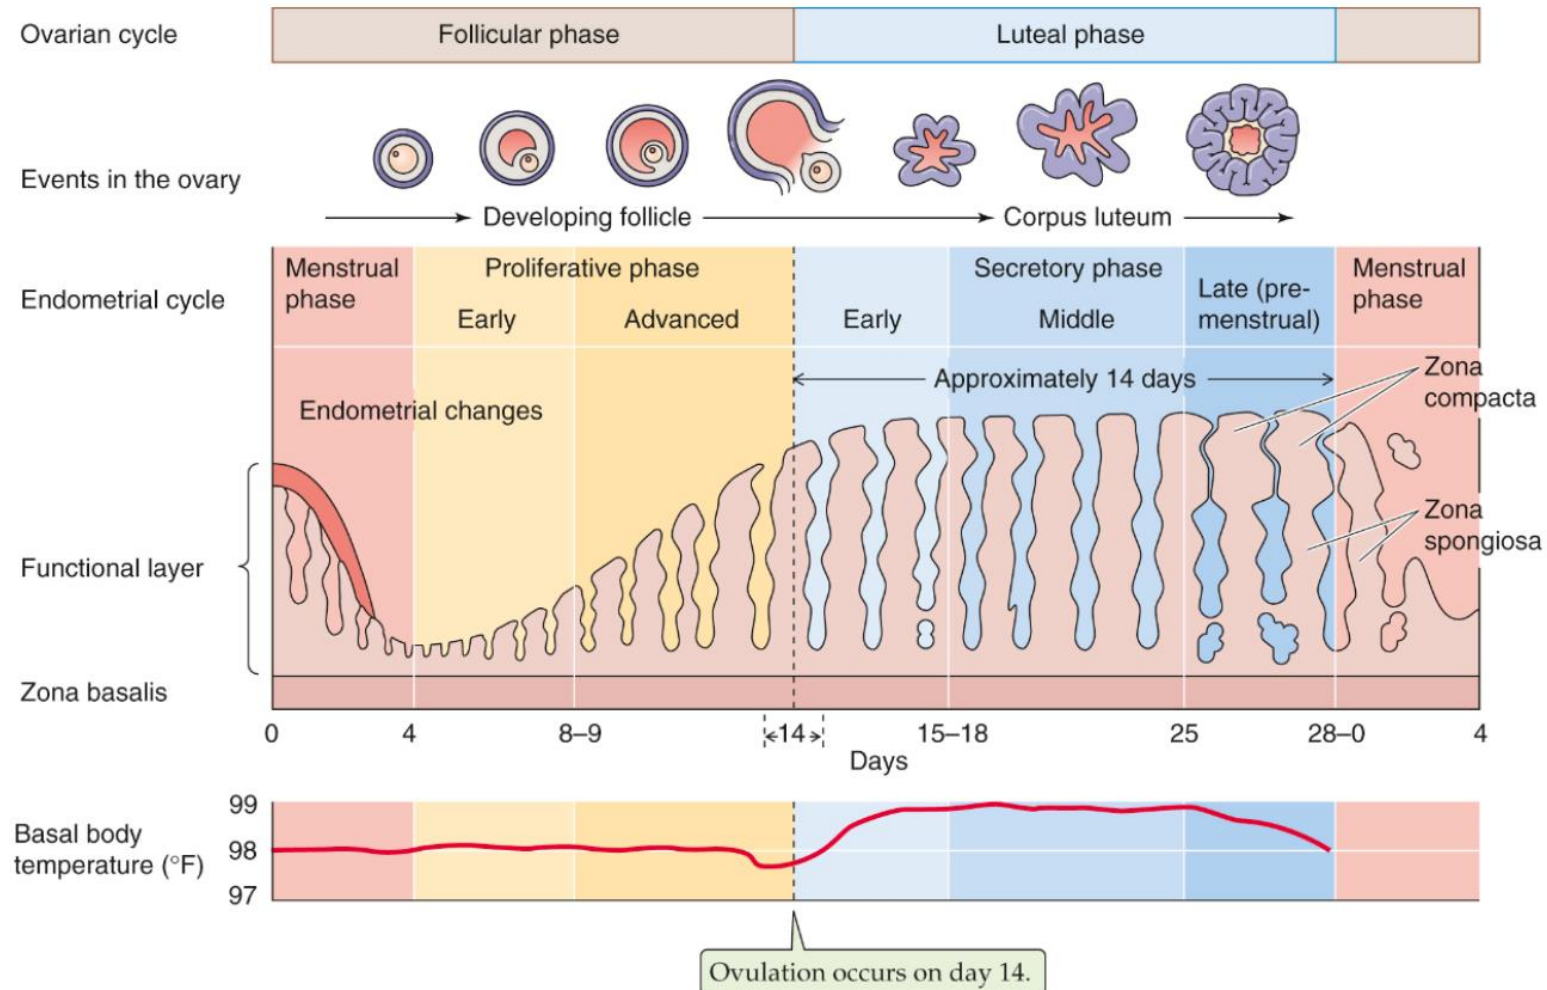 Ovarian cycle
Follicular phase
Luteal phase
Events in the ovary
Developing follicle
Corpus luteum
Endometrial cycle
Menstrual
phase
Proliferative phase
Early
Advanced
Secretory phase
Early
Middle
Late (pre-
menstrual)
Menstrual
phase
Approximately 14 days
Endometrial changes
Zona
compacta
Zona
spongiosa
Functional layer
Zona basalis
0 4 8–9 14 15–18 25 28–0 4
Days
Basal body
temperature (°F)
99
98
97
Ovulation occurs on day 14.